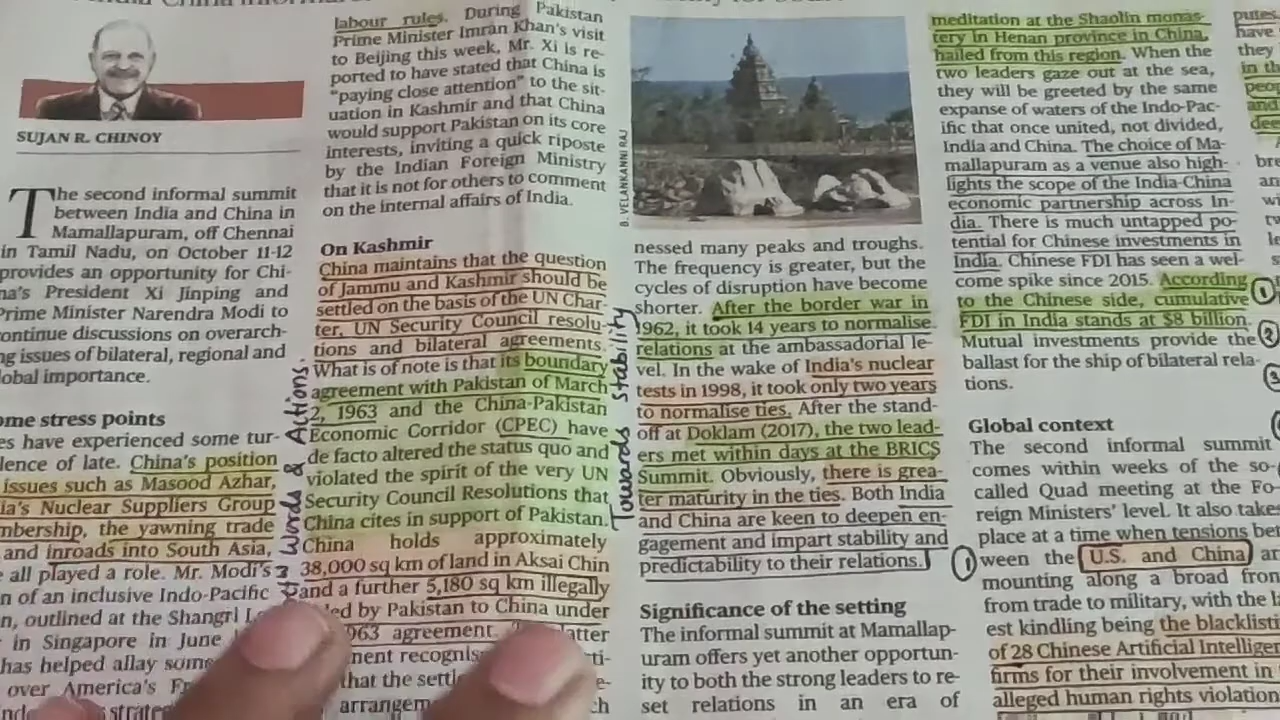 SUJAN R. CHINOY
The second informal summit
between India and China in
Mamallapuram, off Chennai
in Tamil Nadu, on October 11-12
provides an opportunity for Chi-
na's President Xi Jinping and
Prime Minister Narendra Modi to
continue discussions on overarch-
ing issues of bilateral, regional and
global importance.
ome stress points
es have experienced some tur-
lence of late. China's position
issues such as Masood Azhar,
ia's Nuclear Suppliers Group
mbership, the yawning trade
and inroads into South Asia,
all played a role. Mr. Modi's
n of an inclusive Indo-Pacific
n, outlined at the Shangri
in Singapore in June
has helped allay some
over America's
Words & Actions.
labour rules. During Pakistan
Prime Minister Imran Khan's visit
to Beijing this week, Mr. Xi is re-
ported to have stated that China is
"paying close attention" to the sit-
uation in Kashmir and that China
would support Pakistan on its core
interests, inviting a quick riposte
by the Indian Foreign Ministry
that it is not for others to comment
on the internal affairs of India.
On Kashmir
China maintains that the question
of Jammu and Kashmir should be
settled on the basis of the UN Char-
ter, UN Security Council resolu-
tions and bilateral agreements.
What is of note is that its boundary
agreement with Pakistan of March
2, 1963 and the China-Pakistan
Economic Corridor (CPEC) have
de facto altered the status quo and
violated the spirit of the very UN
Security Council Resolutions that
China cites in support of Pakistan.
China holds approximately
38,000 sq km of land in Aksai Chin
and a further 5,180 sq km illegally
ed by Pakistan to China under
963 agreement. latter
nent recognis
that the settl
arrangem
Towards stability
B. VELANKANNI RAJ
nessed many peaks and troughs.
The frequency is greater, but the
cycles of disruption have become
shorter. After the border war in
1962, it took 14 years to normalise
relations at the ambassadorial le-
vel. In the wake of India's nuclear
tests in 1998, it took only two years
to normalise ties. After the stand-
off at Doklam (2017), the two lead-
ers met within days at the BRICS
Summit. Obviously, there is grea-
ter maturity in the ties. Both India
and China are keen to deepen en-
gagement and impart stability and
predictability to their relations.
Significance of the setting
The informal summit at Mamallap-
uram offers yet another opportun-
ity to both the strong leaders to re-
set relations in an era of
meditation at the Shaolin monas-
tery in Henan province in China,
hailed from this region. When the
two leaders gaze out at the sea,
they will be greeted by the same
expanse of waters of the Indo-Pac-
ific that once united, not divided,
India and China. The choice of Ma-
mallapuram as a venue also high-
lights the scope of the India-China
economic partnership across In-
dia. There is much untapped po-
tential for Chinese investments in
India. Chinese FDI has seen a wel-
come spike since 2015. According
to the Chinese side, cumulative
FDI in India stands at $8 billion.
Mutual investments provide the
ballast for the ship of bilateral rela-
tions.
Global context
The second informal summit
comes within weeks of the so-
called Quad meeting at the Fo-
reign Ministers' level. It also takes
place at a time when tensions be
ween the U.S. and China ar
mounting along a broad fron
from trade to military, with the l
est kindling being the blacklisti
of 28 Chinese Artificial Intelliger
firms for their involvement in
alleged human rights violation
1
1
2
3
putes
have
they
in th
peop
and
deep